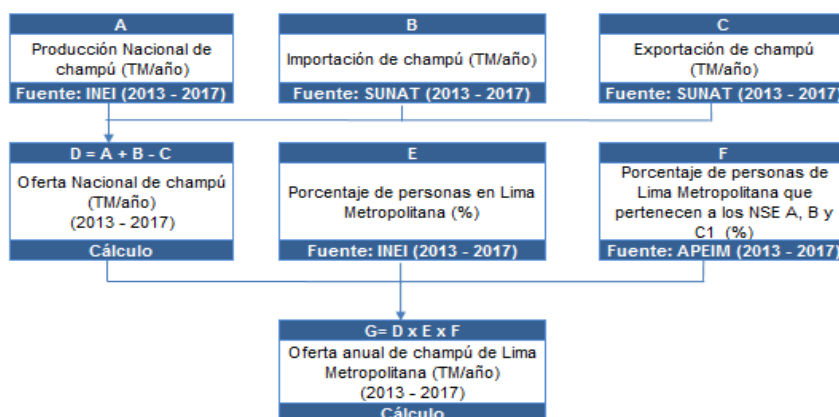 A
Producción Nacional de
champú (TM/año)
Fuente: INEI (2013 - 2017)
B
Importación de champú (TM/año)
Fuente: SUNAT (2013 - 2017)
C
Exportación de champú
(TM/año)
Fuente: SUNAT (2013 - 2017)
D = A + B - C
Oferta Nacional de champú
(TM/año)
(2013 - 2017)
Cálculo
E
Porcentaje de personas en Lima
Metropolitana (%)
Fuente: INEI (2013 - 2017)
F
Porcentaje de personas de
Lima Metropolitana que
pertenecen a los NSE A, B y
C1 (%)
Fuente: APEIM (2013 - 2017)
G= D x E x F
Oferta anual de champú de Lima
Metropolitana (TM/año)
(2013 - 2017)
Cálculo